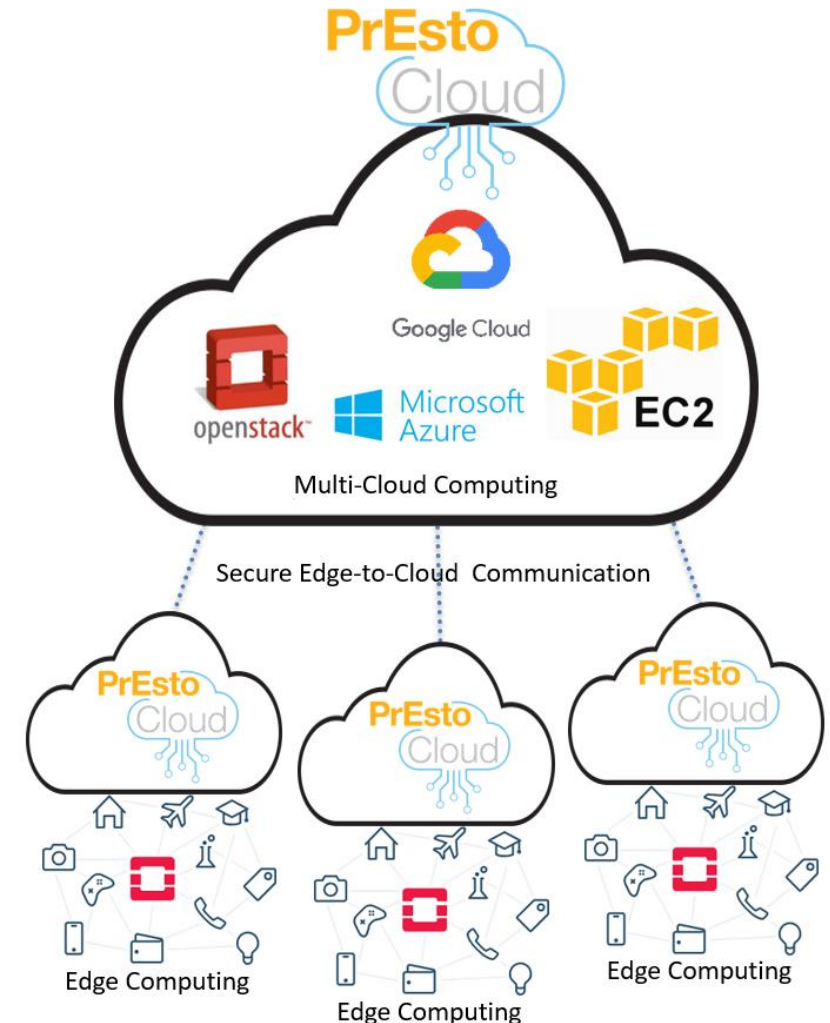 PrEsto
Cloud
Google Cloud
openstack™
Microsoft
Azure
EC2
Multi-Cloud Computing
Secure Edge-to-Cloud Communication
PrEsto
Cloud
PrEsto
Cloud
PrEsto
Cloud
Edge Computing
Edge Computing
Edge Computing